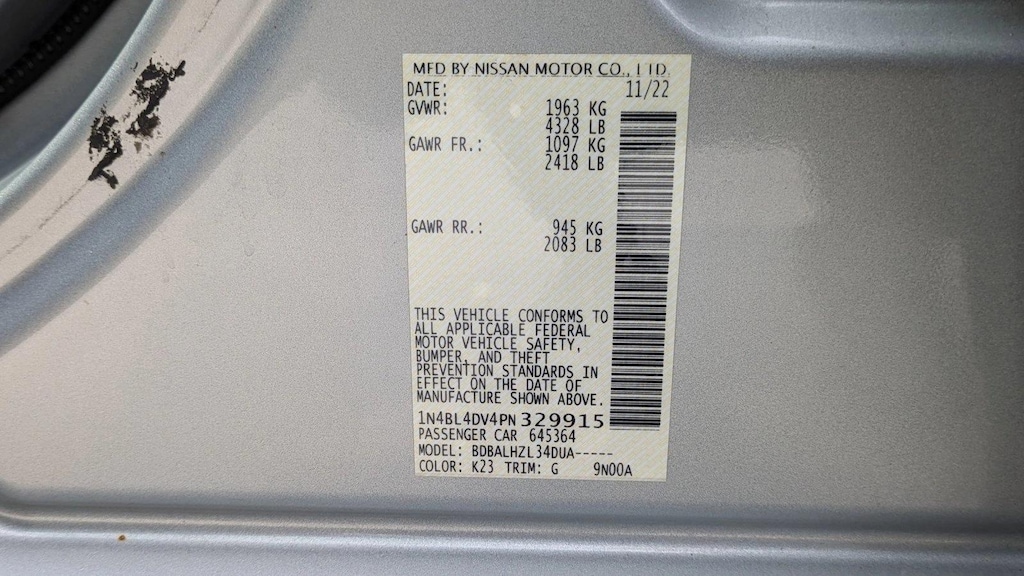 MFD BY NISSAN MOTOR CO., LTD.
DATE: 11/22
GVWR: 1963 KG
4328 LB
GAWR FR.: 1097 KG
2418 LB
GAWR RR.: 945 KG
2083 LB
THIS VEHICLE CONFORMS TO
ALL APPLICABLE FEDERAL
MOTOR VEHICLE SAFETY,
BUMPER, AND THEFT
PREVENTION STANDARDS IN
EFFECT ON THE DATE OF
MANUFACTURE SHOWN ABOVE.
1N4BL4DV4PN329915
PASSENGER CAR 645364
MODEL: BDBALHZL34DUA-----
COLOR: K23 TRIM: G 9N00A